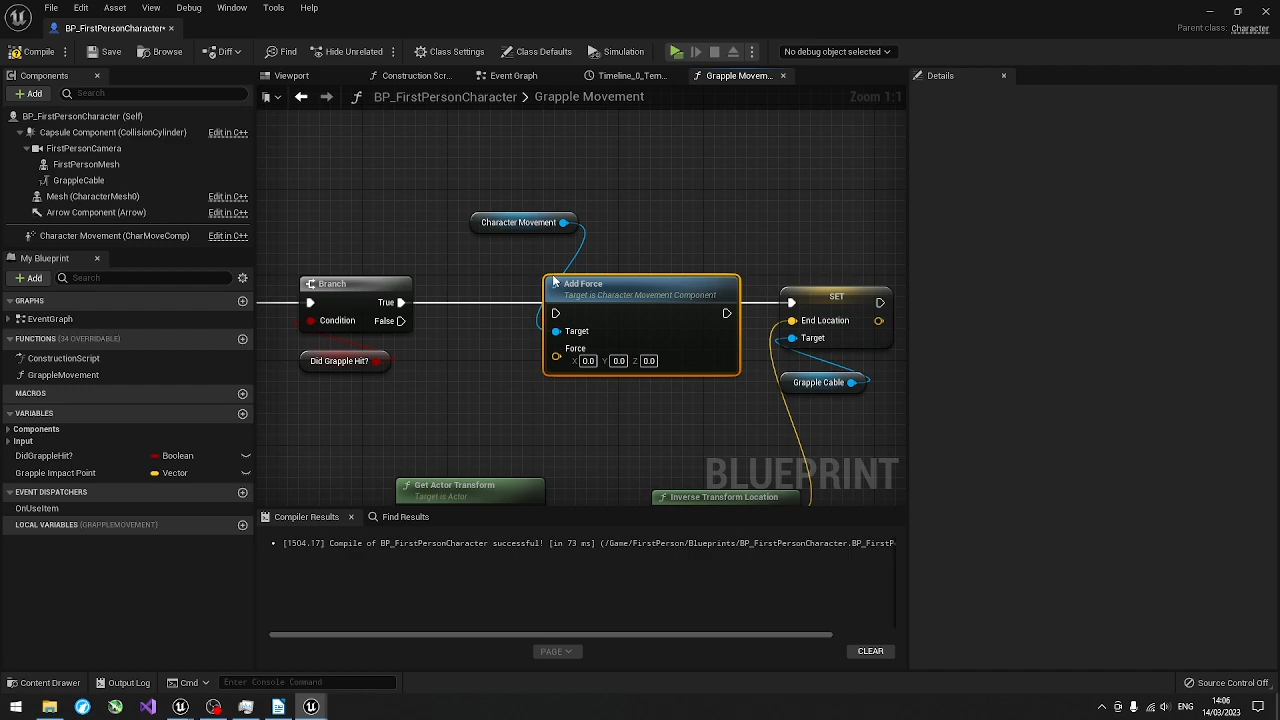 File Edit Asset View Debug Window Tools Help
BP_FirstPersonCharacter*
Parent class: Character
Compile Save Browse Diff Find Hide Unrelated Class Settings Class Defaults Simulation No debug object selected
Components
Viewport Construction Scr... Event Graph Timeline_0_Tem... Grapple Movem... Details
Add Search
BP_FirstPersonCharacter > Grapple Movement Zoom 1:1
BP_FirstPersonCharacter (Self)
Capsule Component (CollisionCylinder) Edit in C++
FirstPersonCamera
FirstPersonMesh
GrappleCable
Mesh (CharacterMesh0) Edit in C++
Arrow Component (Arrow) Edit in C++
Character Movement (CharMoveComp) Edit in C++
My Blueprint
Add Search
GRAPHS
EventGraph
FUNCTIONS (34 OVERRIDABLE)
ConstructionScript
GrappleMovement
MACROS
VARIABLES
Components
Input
DidGrappleHit? Boolean
Grapple Impact Point Vector
EVENT DISPATCHERS
OnUseItem
LOCAL VARIABLES (GRAPPLEMOVEMENT)
Character Movement
Branch
True
Condition False
Did Grapple Hit?
Add Force
Target is Character Movement Component
Target
Force
X 0.0 Y 0.0 Z 0.0
SET
End Location
Target
Grapple Cable
Get Actor Transform
Target is Actor
Inverse Transform Location
BLUEPRINT
Compiler Results Find Results
[1504.17] Compile of BP_FirstPersonCharacter successful! [in 73 ms] (/Game/FirstPerson/Blueprints/BP_FirstPersonCharacter.BP_FirstP
PAGE CLEAR
Content Drawer Output Log Cmd Enter Console Command Source Control Off
ENG 14:06
14/03/2023